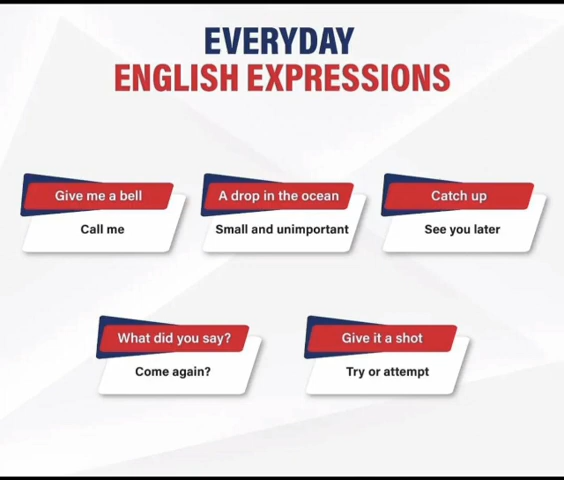 EVERYDAY
ENGLISH EXPRESSIONS
Give me a bell
Call me
A drop in the ocean
Small and unimportant
Catch up
See you later
What did you say?
Come again?
Give it a shot
Try or attempt